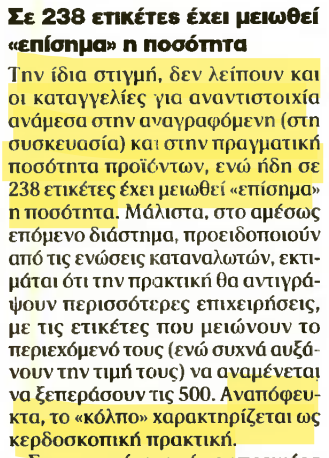 Σε 238 ετικέτες έχει μειωθεί
«επίσημα» η ποσότητα
Την ίδια στιγμή, δεν λείπουν και
οι καταγγελίες για αναντιστοιχία
ανάμεσα στην αναγραφόμενη (στη
συσκευασία) και στην πραγματική
ποσότητα προϊόντων, ενώ ήδη σε
238 ετικέτες έχει μειωθεί «επίσημα»
η ποσότητα. Μάλιστα, στο αμέσως
επόμενο διάστημα, προειδοποιούν
από τις ενώσεις καταναλωτών, εκτι-
μάται ότι την πρακτική θα αντιγρά-
ψουν περισσότερες επιχειρήσεις,
με τις ετικέτες που μειώνουν το
περιεχόμενό τους (ενώ συχνά αυξά-
νουν την τιμή τους) να αναμένεται
να ξεπεράσουν τις 500. Αναπόφευ-
κτα, το «κόλπο» χαρακτηρίζεται ως
κερδοσκοπική πρακτική.